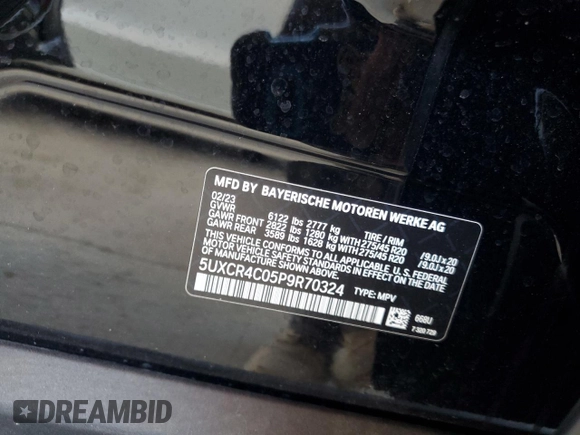 MFD BY BAYERISCHE MOTOREN WERKE AG
02/23
GVWR 6122 lbs 2777 kg TIRE / RIM
GAWR FRONT 2822 lbs 1280 kg WITH 275/45 R20 /9.0J x 20
GAWR REAR 3589 lbs 1628 kg WITH 275/45 R20 /9.0J x 20
THIS VEHICLE CONFORMS TO ALL APPLICABLE U.S. FEDERAL
MOTOR VEHICLE SAFETY STANDARDS IN EFFECT ON THE DATE
OF MANUFACTURE SHOWN ABOVE.
5UXCR4C05P9R70324 TYPE: MPV
668U
DREAMBID